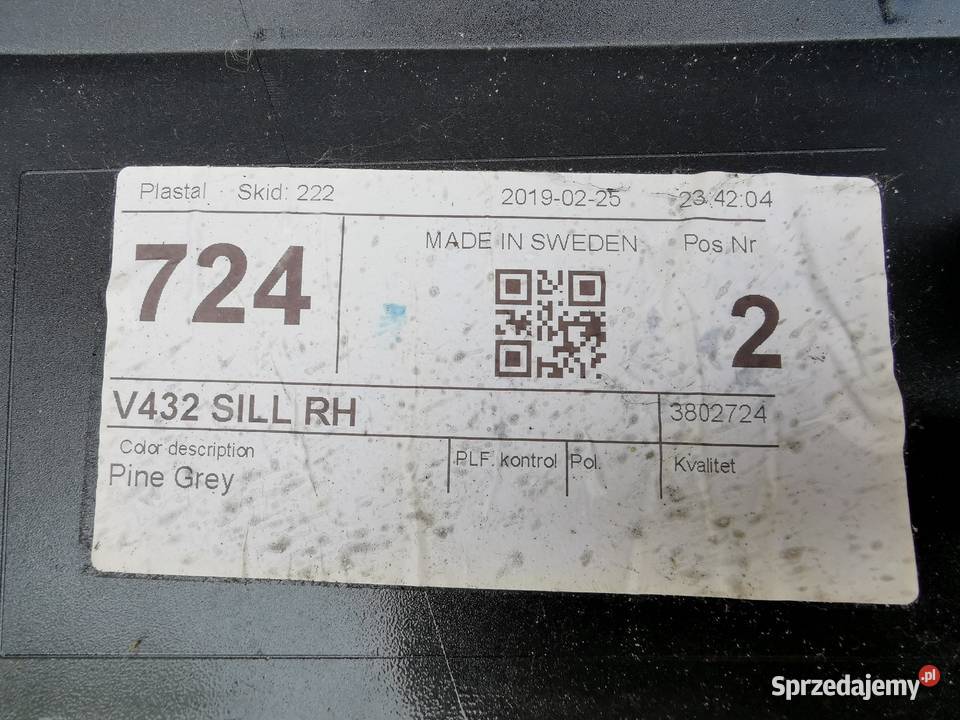 Plastal Skid: 222 2019-02-25 23:42:04
724 MADE IN SWEDEN Pos Nr
2
V432 SILL RH 3802724
Color description PLF. kontrol Pol. Kvalitet
Pine Grey
Sprzedajemy.pl